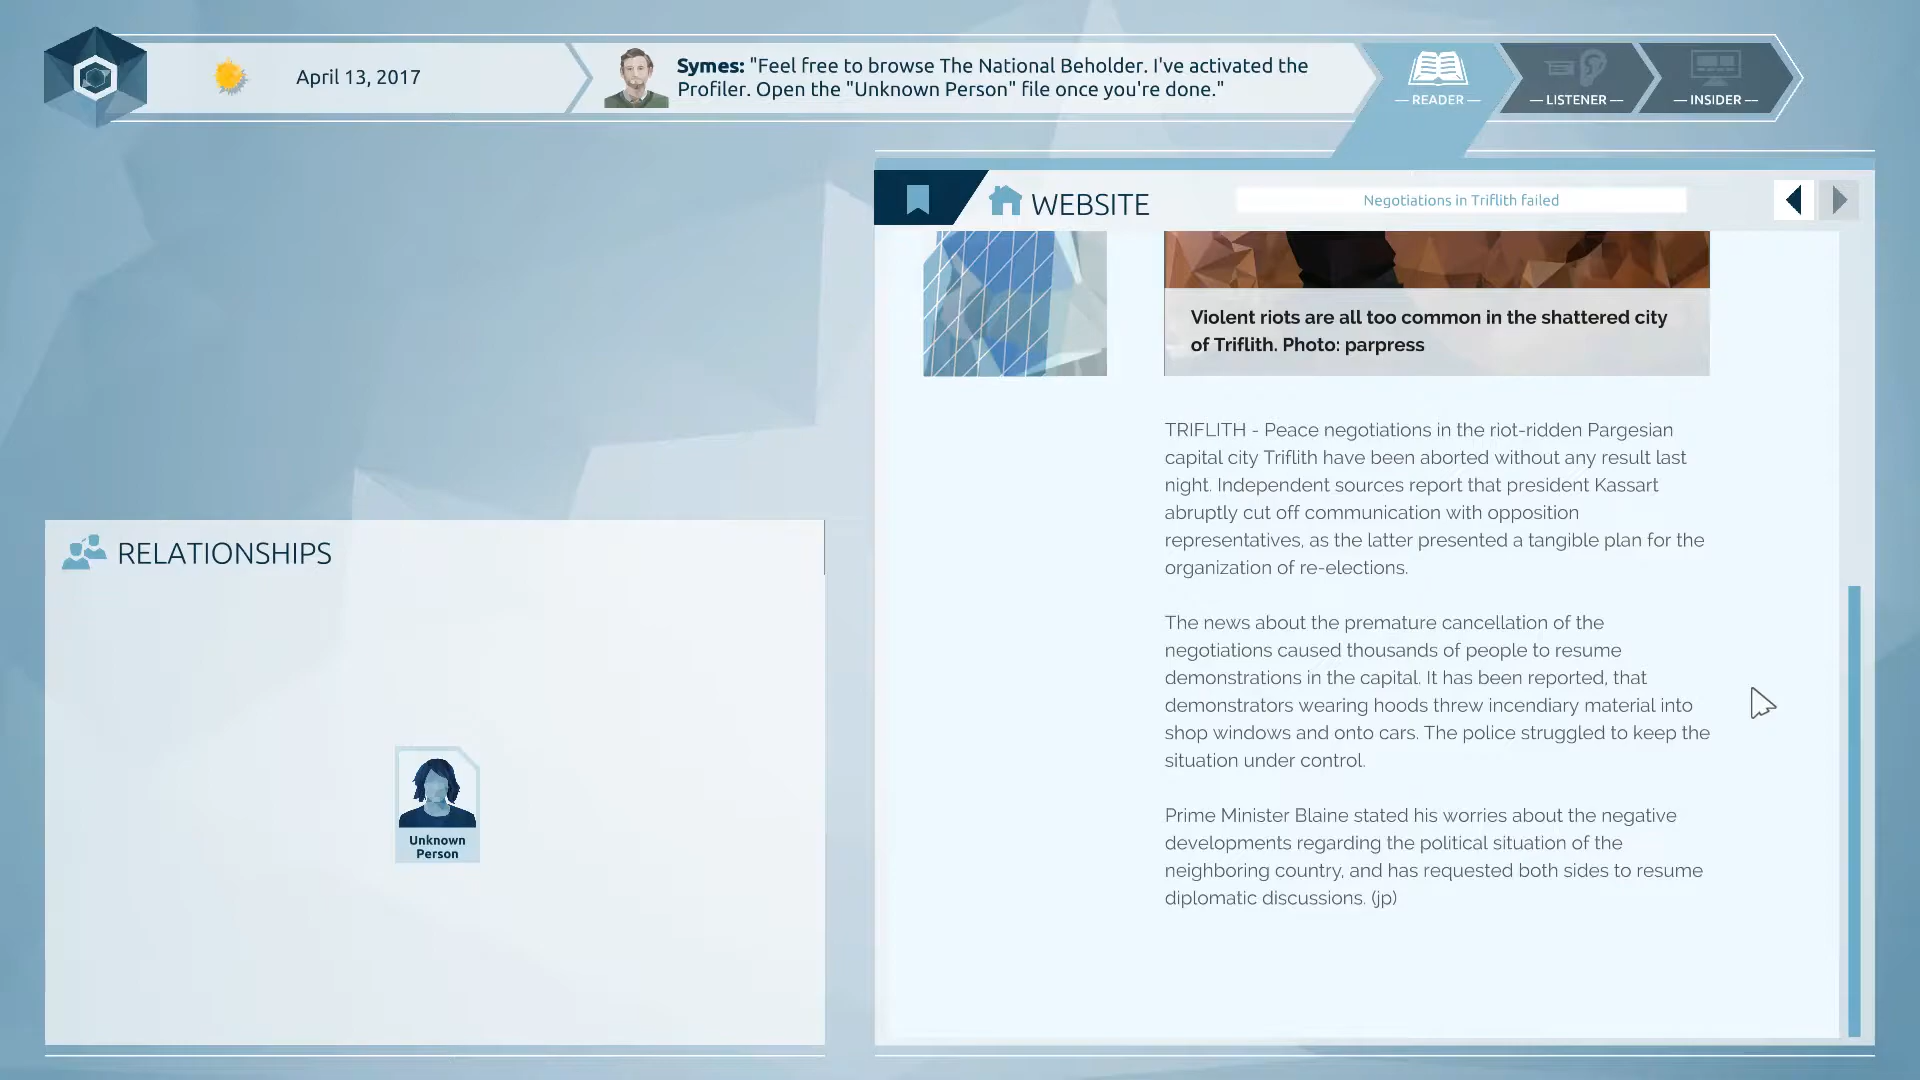 April 13, 2017
Symes: "Feel free to browse The National Beholder. I've activated the
Profiler. Open the "Unknown Person" file once you're done."
— READER —
— LISTENER —
— INSIDER —
WEBSITE
Negotiations in Triflith failed
Violent riots are all too common in the shattered city
of Triflith. Photo: parpress
TRIFLITH - Peace negotiations in the riot-ridden Pargesian
capital city Triflith have been aborted without any result last
night. Independent sources report that president Kassart
abruptly cut off communication with opposition
representatives, as the latter presented a tangible plan for the
organization of re-elections.
The news about the premature cancellation of the
negotiations caused thousands of people to resume
demonstrations in the capital. It has been reported, that
demonstrators wearing hoods threw incendiary material into
shop windows and onto cars. The police struggled to keep the
situation under control.
Prime Minister Blaine stated his worries about the negative
developments regarding the political situation of the
neighboring country, and has requested both sides to resume
diplomatic discussions. (jp)
RELATIONSHIPS
Unknown
Person